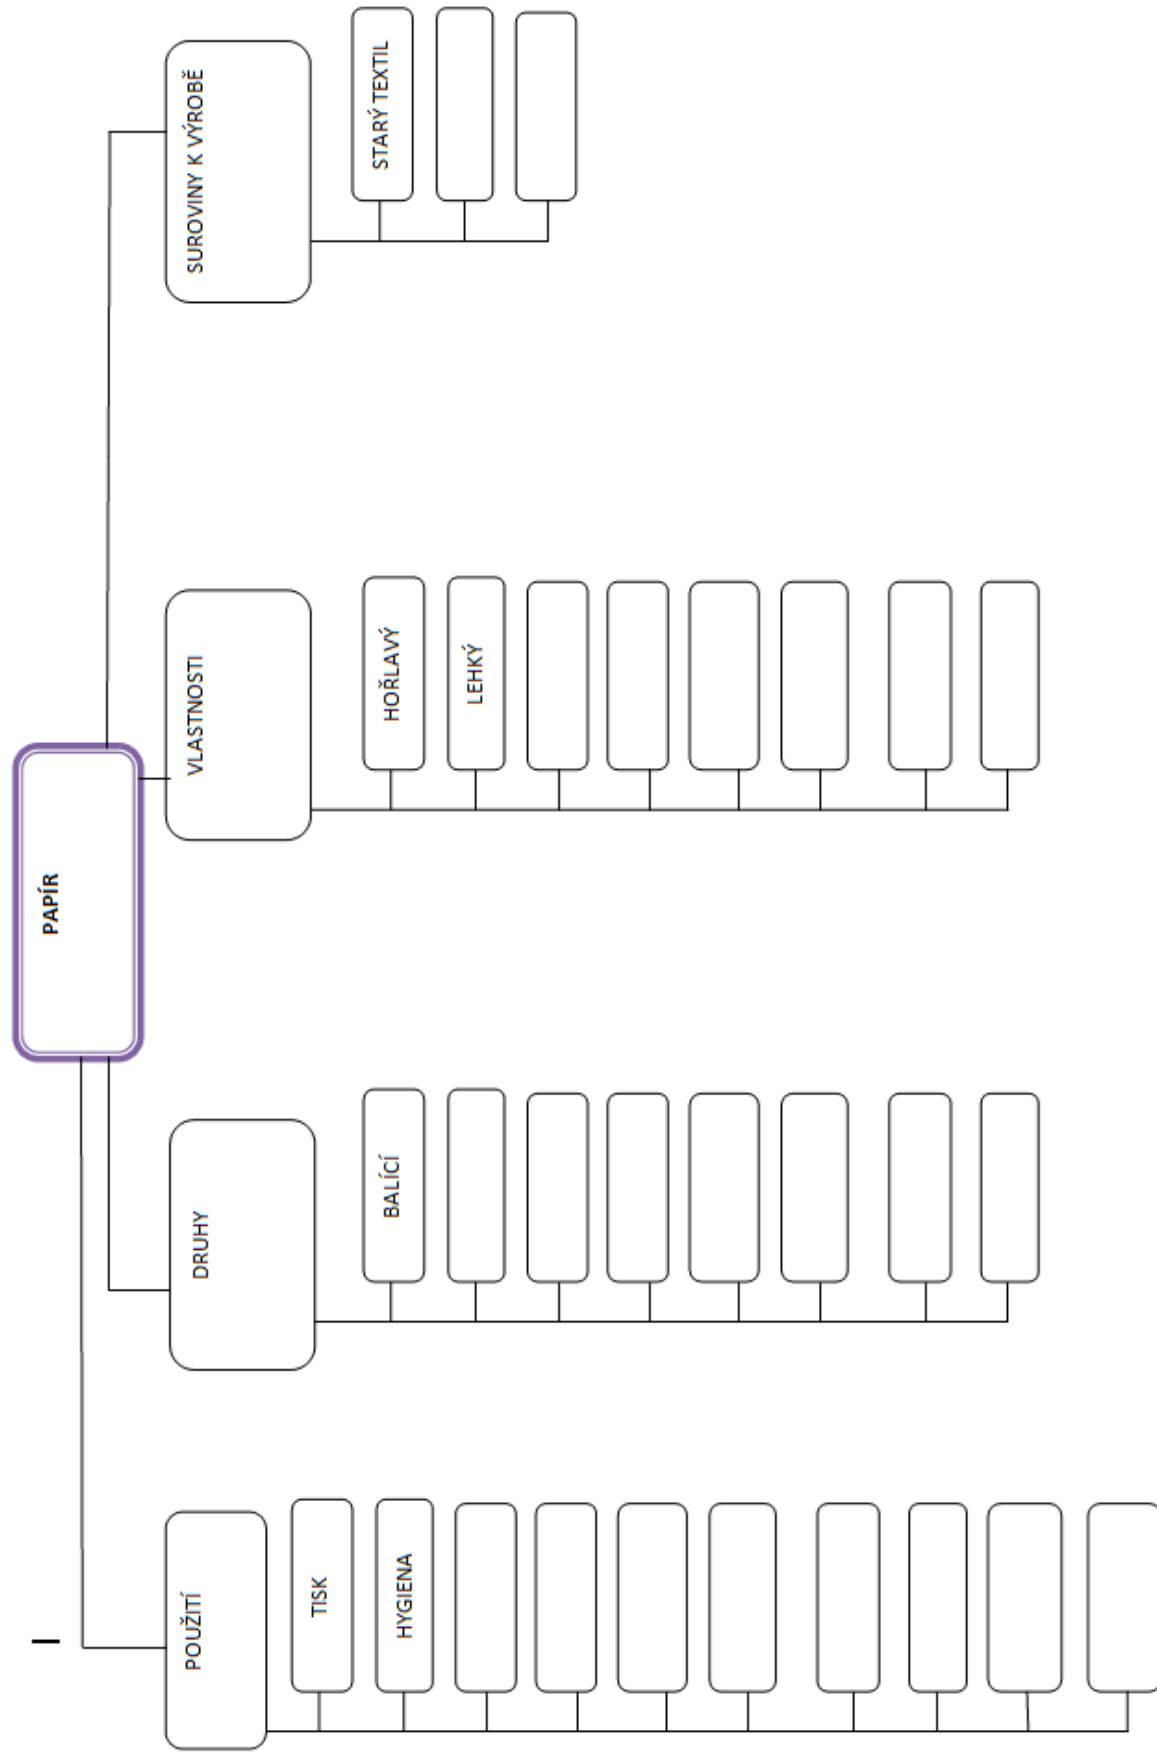 PAPÍR
POUŽITÍ
TISK
HYGIENA
DRUHY
BALÍCÍ
VLASTNOSTI
HOŘLAVÝ
LEHKÝ
SUROVINY K VÝROBĚ
STARÝ TEXTIL